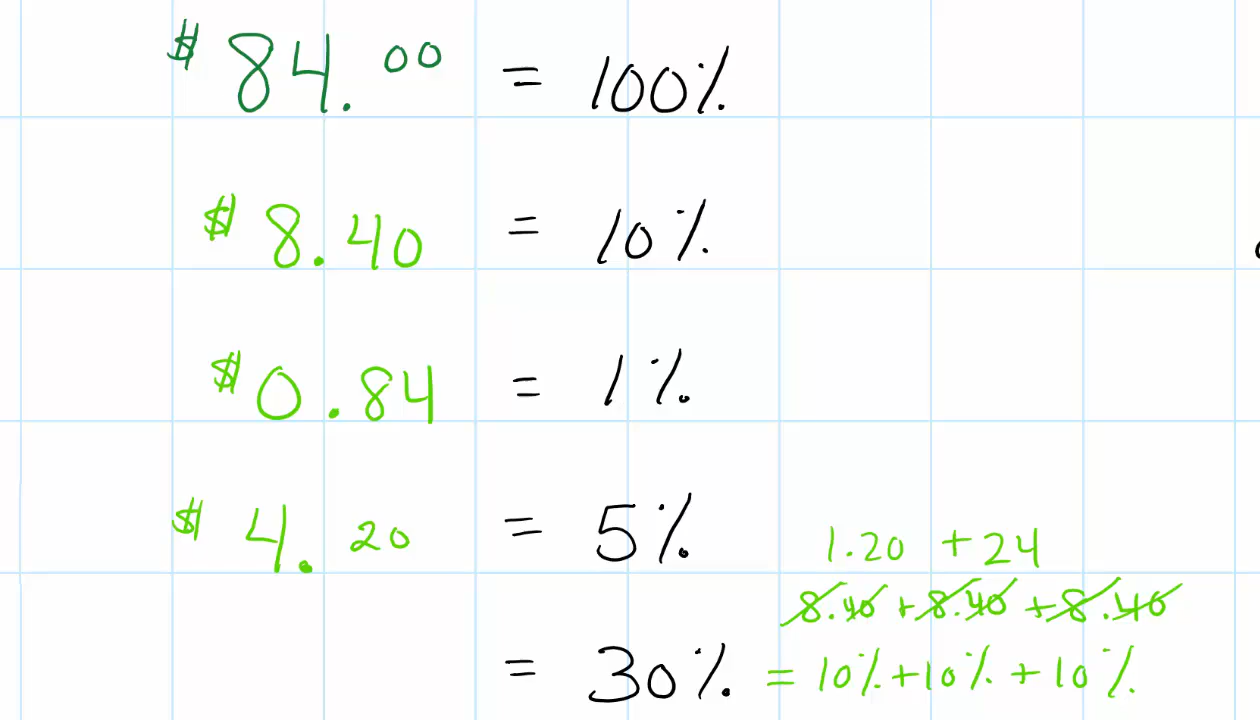 $84.00 = 100%
$8.40 = 10%
$0.84 = 1%
$4.20 = 5%
1.20 + 24
8.40 + 8.40 + 8.40
= 30% = 10% + 10% + 10%